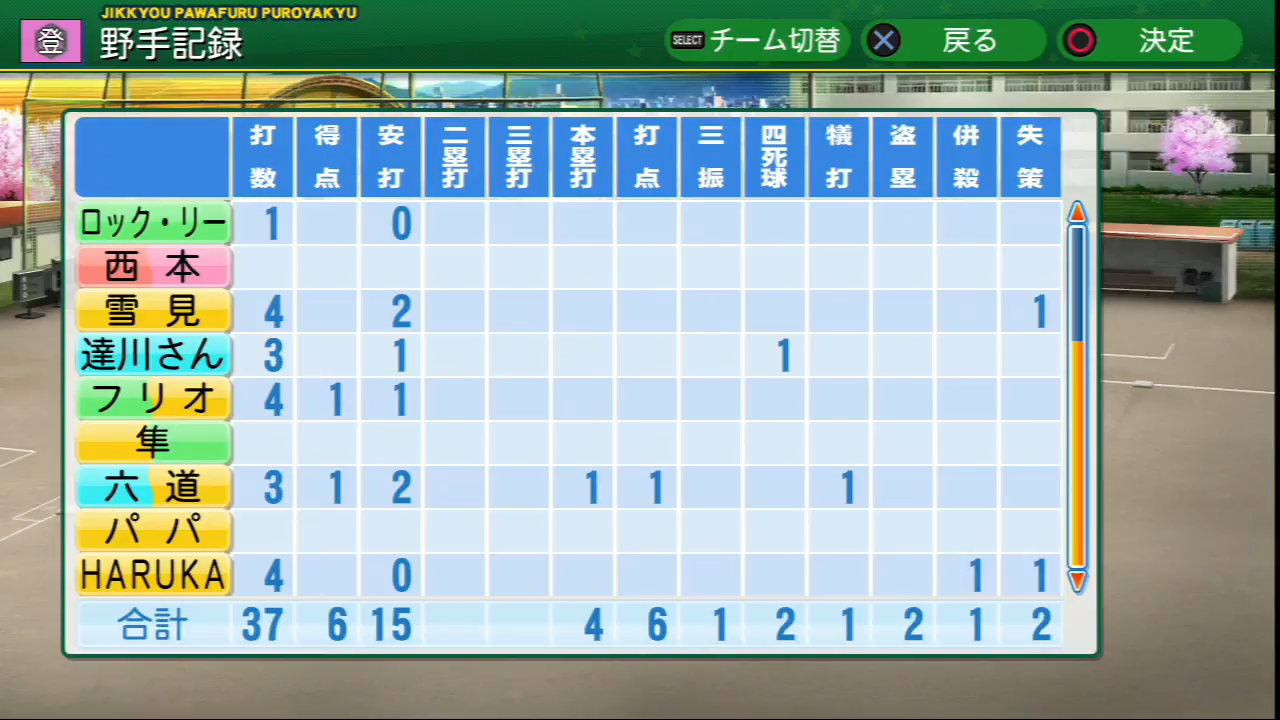 JIKKYOU PAWAFURU PUROYAKYU
登 野手記録 SELECT チーム切替 戻る 決定
打数 得点 安打 二塁打 三塁打 本塁打 打点 三振 四死球 犠打 盗塁 併殺 失策
ロック・リー 1 0
西本
雪見 4 2 1
達川さん 3 1 1
フリオ 4 1 1
隼
六道 3 1 2 1 1 1
パパ
HARUKA 4 0 1 1
合計 37 6 15 4 6 1 2 1 2 1 2